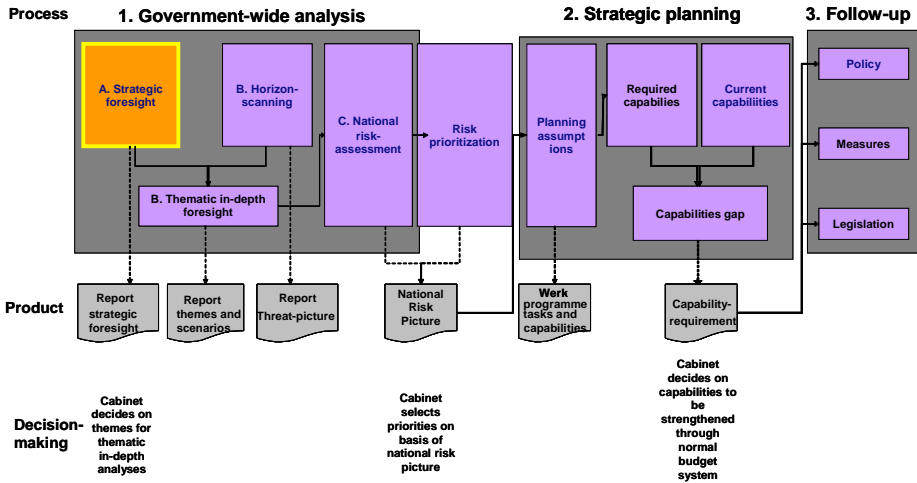 Process
1. Government-wide analysis
2. Strategic planning
3. Follow-up
A. Strategic
foresight
B. Horizon-
scanning
C. National
risk-
assessment
Risk
prioritization
B. Thematic in-depth
foresight
Planning
assumpt
ions
Required
capabilies
Current
capabiliities
Capabilities gap
Policy
Measures
Legislation
Product
Report
strategic
foresight
Report
themes and
scenarios
Report
Threat-picture
National
Risk
Picture
Werk
programme
tasks and
capabilities
Capability-
requirement
Decision-
making
Cabinet
decides on
themes for
thematic
in-depth
analyses
Cabinet
selects
priorities on
basis of
national risk
picture
Cabinet
decides on
capabilities to
be
strengthened
through
normal
budget
system